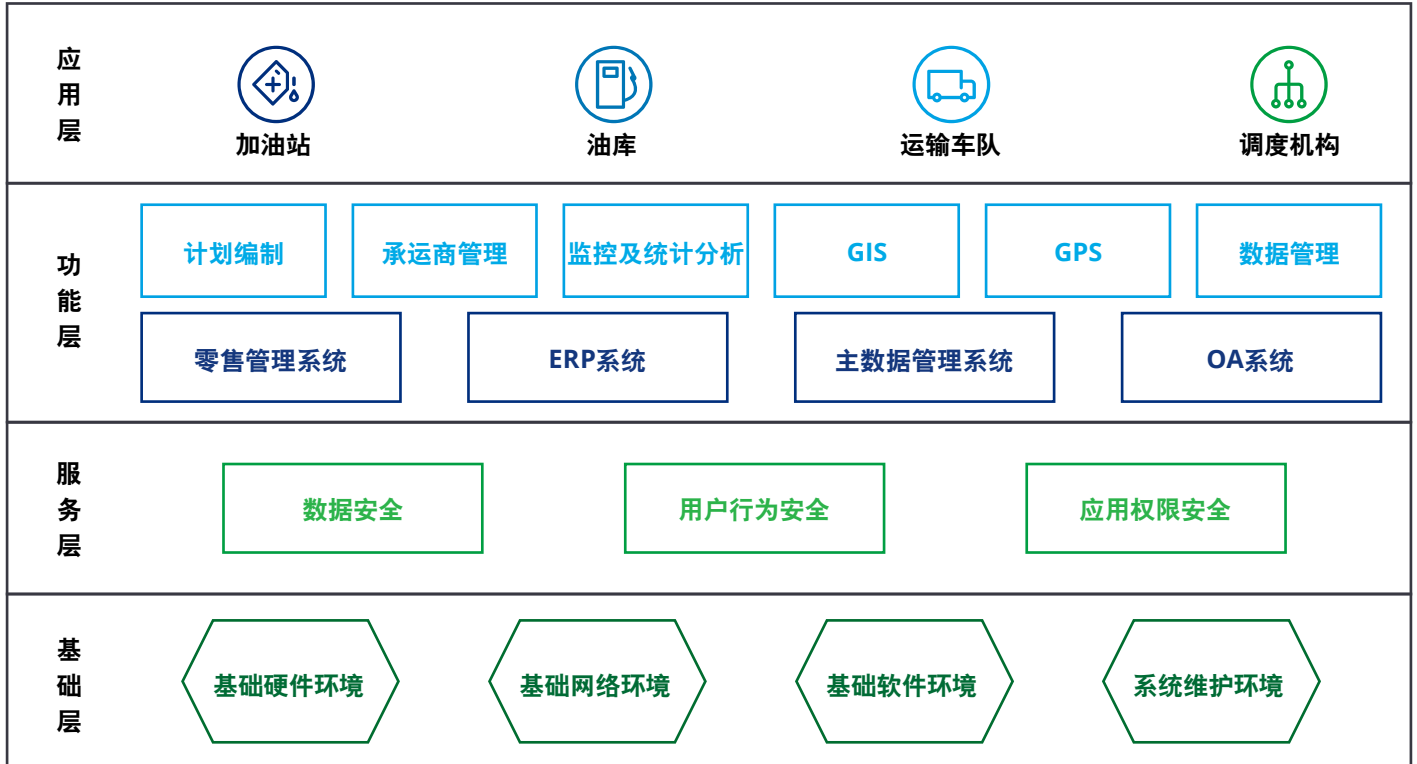 应用层
加油站
油库
运输车队
调度机构
功能层
计划编制
承运商管理
监控及统计分析
GIS
GPS
数据管理
零售管理系统
ERP系统
主数据管理系统
OA系统
服务层
数据安全
用户行为安全
应用权限安全
基础层
基础硬件环境
基础网络环境
基础软件环境
系统维护环境